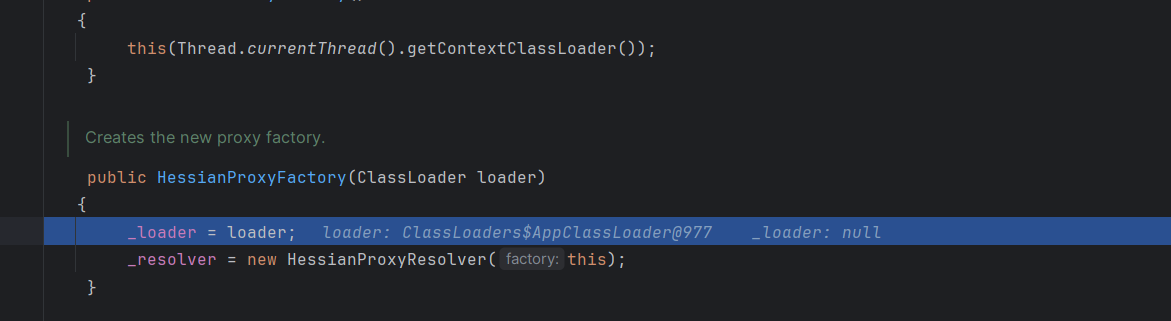 {
this(Thread.currentThread().getContextClassLoader());
}
Creates the new proxy factory.
public HessianProxyFactory(ClassLoader loader)
{
_loader = loader;   loader: ClassLoaders$AppClassLoader@977    _loader: null
_resolver = new HessianProxyResolver( factory: this);
}